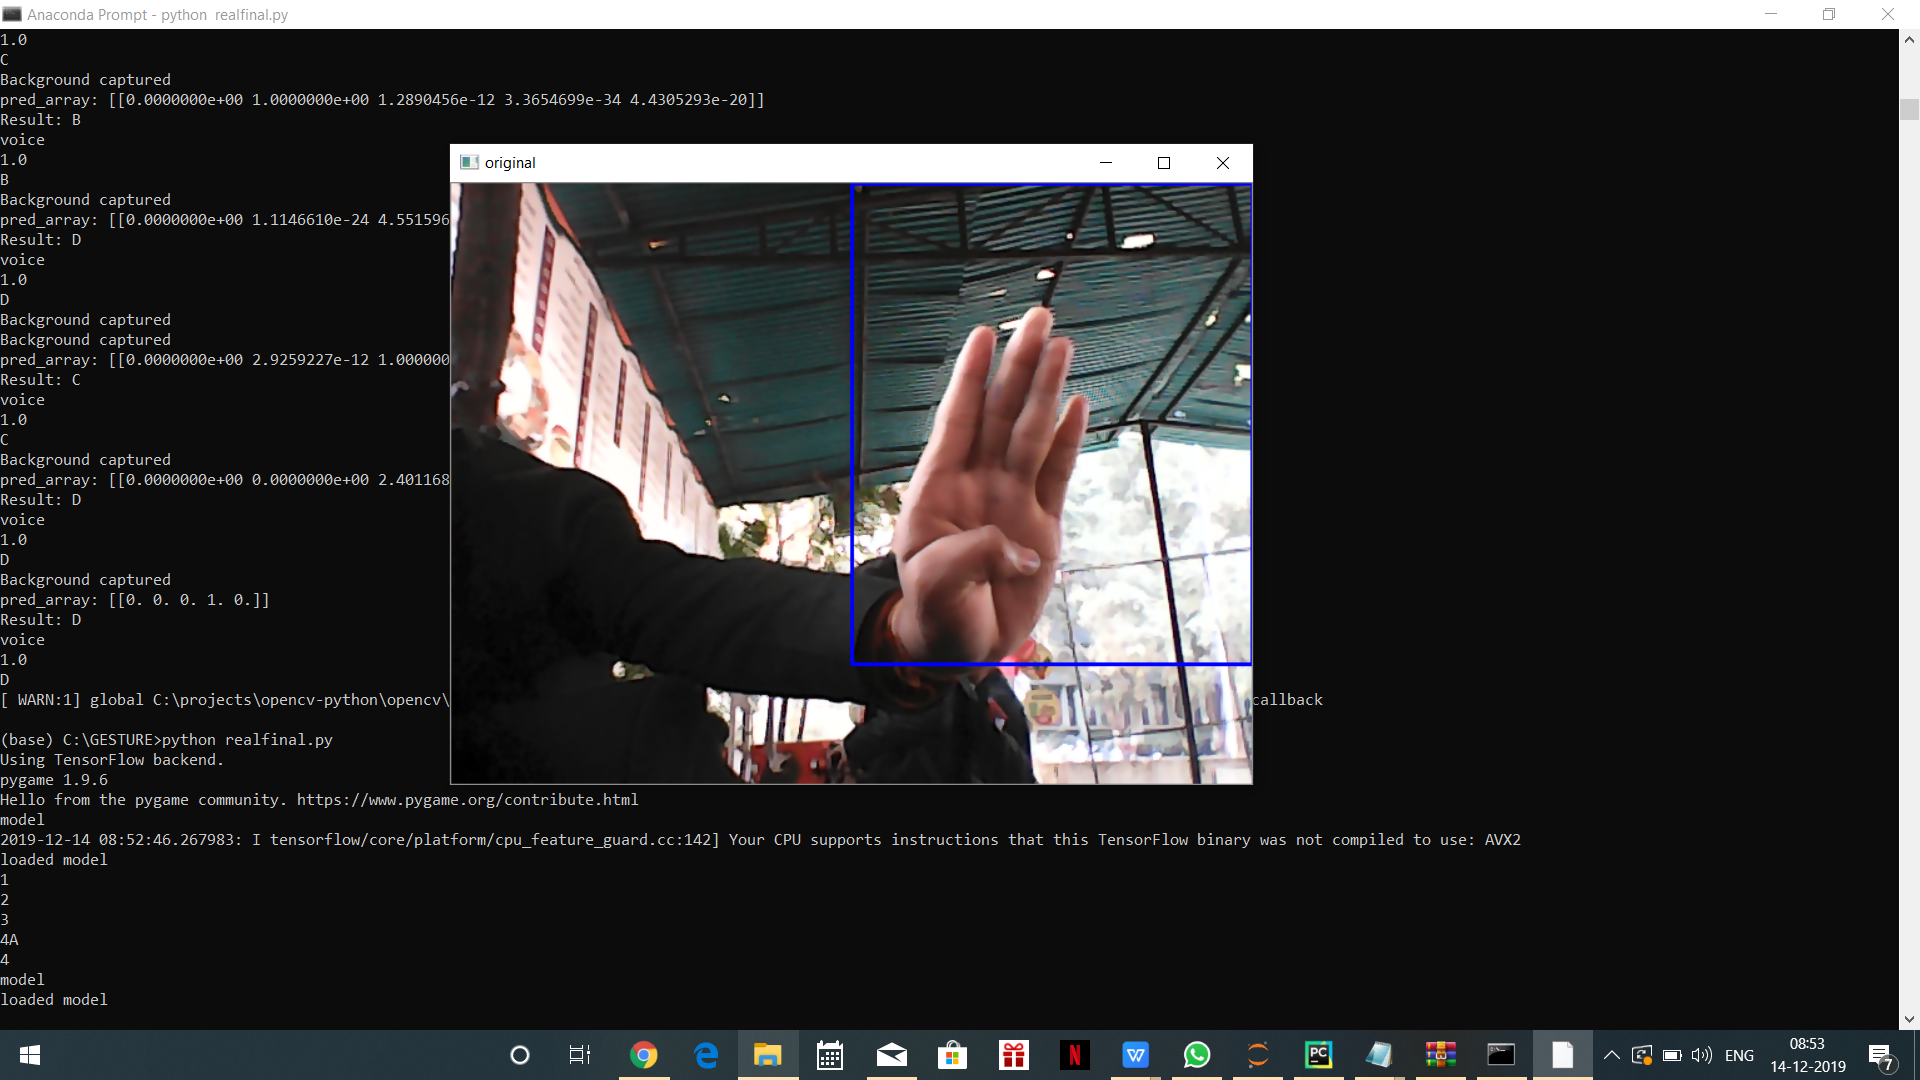 Anaconda Prompt - python  realfinal.py
1.0
C
Background captured
pred_array: [[0.0000000e+00 1.0000000e+00 1.2890456e-12 3.3654699e-34 4.4305293e-20]]
Result: B
voice
1.0
B
Background captured
pred_array: [[0.0000000e+00 1.1146610e-24 4.551596
Result: D
voice
1.0
D
Background captured
Background captured
pred_array: [[0.0000000e+00 2.9259227e-12 1.000000
Result: C
voice
1.0
C
Background captured
pred_array: [[0.0000000e+00 0.0000000e+00 2.401168
Result: D
voice
1.0
D
Background captured
pred_array: [[0. 0. 0. 1. 0.]]
Result: D
voice
1.0
D
[ WARN:1] global C:\projects\opencv-python\opencv\ callback
(base) C:\GESTURE>python realfinal.py
Using TensorFlow backend.
pygame 1.9.6
Hello from the pygame community. https://www.pygame.org/contribute.html
model
2019-12-14 08:52:46.267983: I tensorflow/core/platform/cpu_feature_guard.cc:142] Your CPU supports instructions that this TensorFlow binary was not compiled to use: AVX2
loaded model
1
2
3
4A
4
model
loaded model
original
ENG
08:53
14-12-2019
7